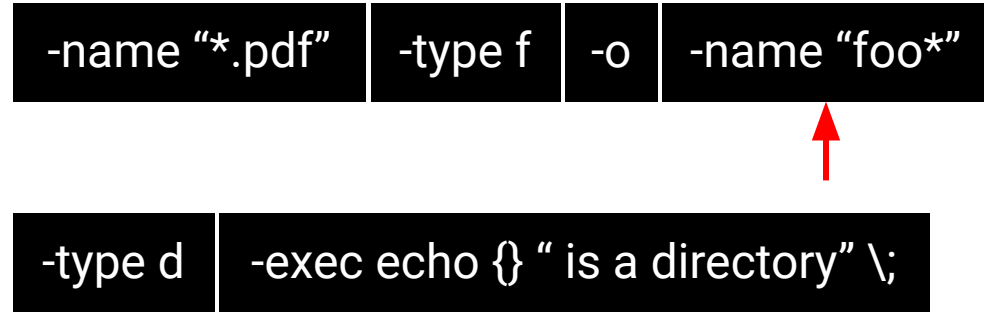 -name “*.pdf” -type f -o -name “foo*”
-type d -exec echo {} “ is a directory” \;